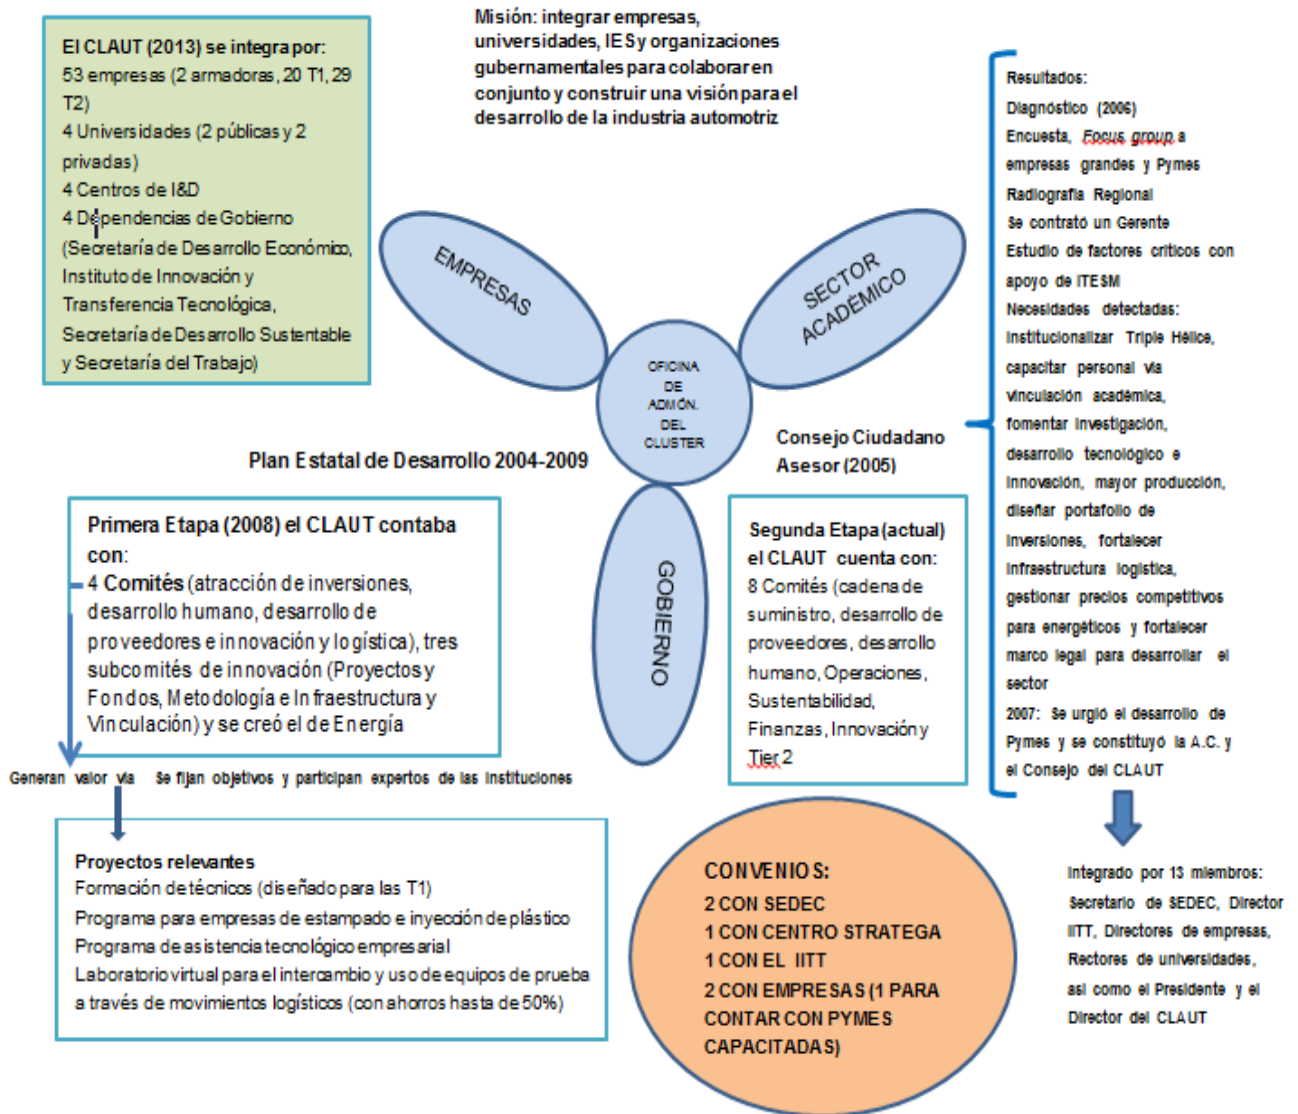 Misión: integrar empresas,
universidades, IES y organizaciones
gubernamentales para colaborar en
conjunto y construir una visión para el
desarrollo de la industria automotriz
El CLAUT (2013) se integra por:
53 empresas (2 armadoras, 20 T1, 29
T2)
4 Universidades (2 públicas y 2
privadas)
4 Centros de I&D
4 Dependencias de Gobierno
(Secretaría de Desarrollo Económico,
Instituto de Innovación y
Transferencia Tecnológica,
Secretaría de Desarrollo Sustentable
y Secretaría del Trabajo)
EMPRESAS
SECTOR
ACADÉMICO
OFICINA
DE
ADMÓN.
DEL
CLUSTER
GOBIERNO
Plan Estatal de Desarrollo 2004-2009
Consejo Ciudadano
Asesor (2005)
Primera Etapa (2008) el CLAUT contaba
con:
4 Comités (atracción de inversiones,
desarrollo humano, desarrollo de
proveedores e innovación y logística), tres
subcomités de innovación (Proyectos y
Fondos, Metodología e Infraestructura y
Vinculación) y se creó el de Energía
Segunda Etapa (actual)
el CLAUT cuenta con:
8 Comités (cadena de
suministro, desarrollo de
proveedores, desarrollo
humano, Operaciones,
Sustentabilidad,
Finanzas, Innovación y
Tier 2
Generan valor vía Se fijan objetivos y participan expertos de las Instituciones
Proyectos relevantes
Formación de técnicos (diseñado para las T1)
Programa para empresas de estampado e inyección de plástico
Programa de asistencia tecnológico empresarial
Laboratorio virtual para el intercambio y uso de equipos de prueba
a través de movimientos logísticos (con ahorros hasta de 50%)
CONVENIOS:
2 CON SEDEC
1 CON CENTRO STRATEGA
1 CON EL IITT
2 CON EMPRESAS (1 PARA
CONTAR CON PYMES
CAPACITADAS)
Resultados:
Diagnóstico (2006)
Encuesta, Focus group a
empresas grandes y Pymes
Radiografía Regional
Se contrató un Gerente
Estudio de factores críticos con
apoyo de ITESM
Necesidades detectadas:
Institucionalizar Triple Hélice,
capacitar personal vía
vinculación académica,
fomentar Investigación,
desarrollo tecnológico e
Innovación, mayor producción,
diseñar portafolio de
Inversiones, fortalecer
Infraestructura logística,
gestionar precios competitivos
para energéticos y fortalecer
marco legal para desarrollar el
sector
2007: Se urgió el desarrollo de
Pymes y se constituyó la A.C. y
el Consejo del CLAUT
Integrado por 13 miembros:
Secretario de SEDEC, Director
IITT, Directores de empresas,
Rectores de universidades,
así como el Presidente y el
Director del CLAUT